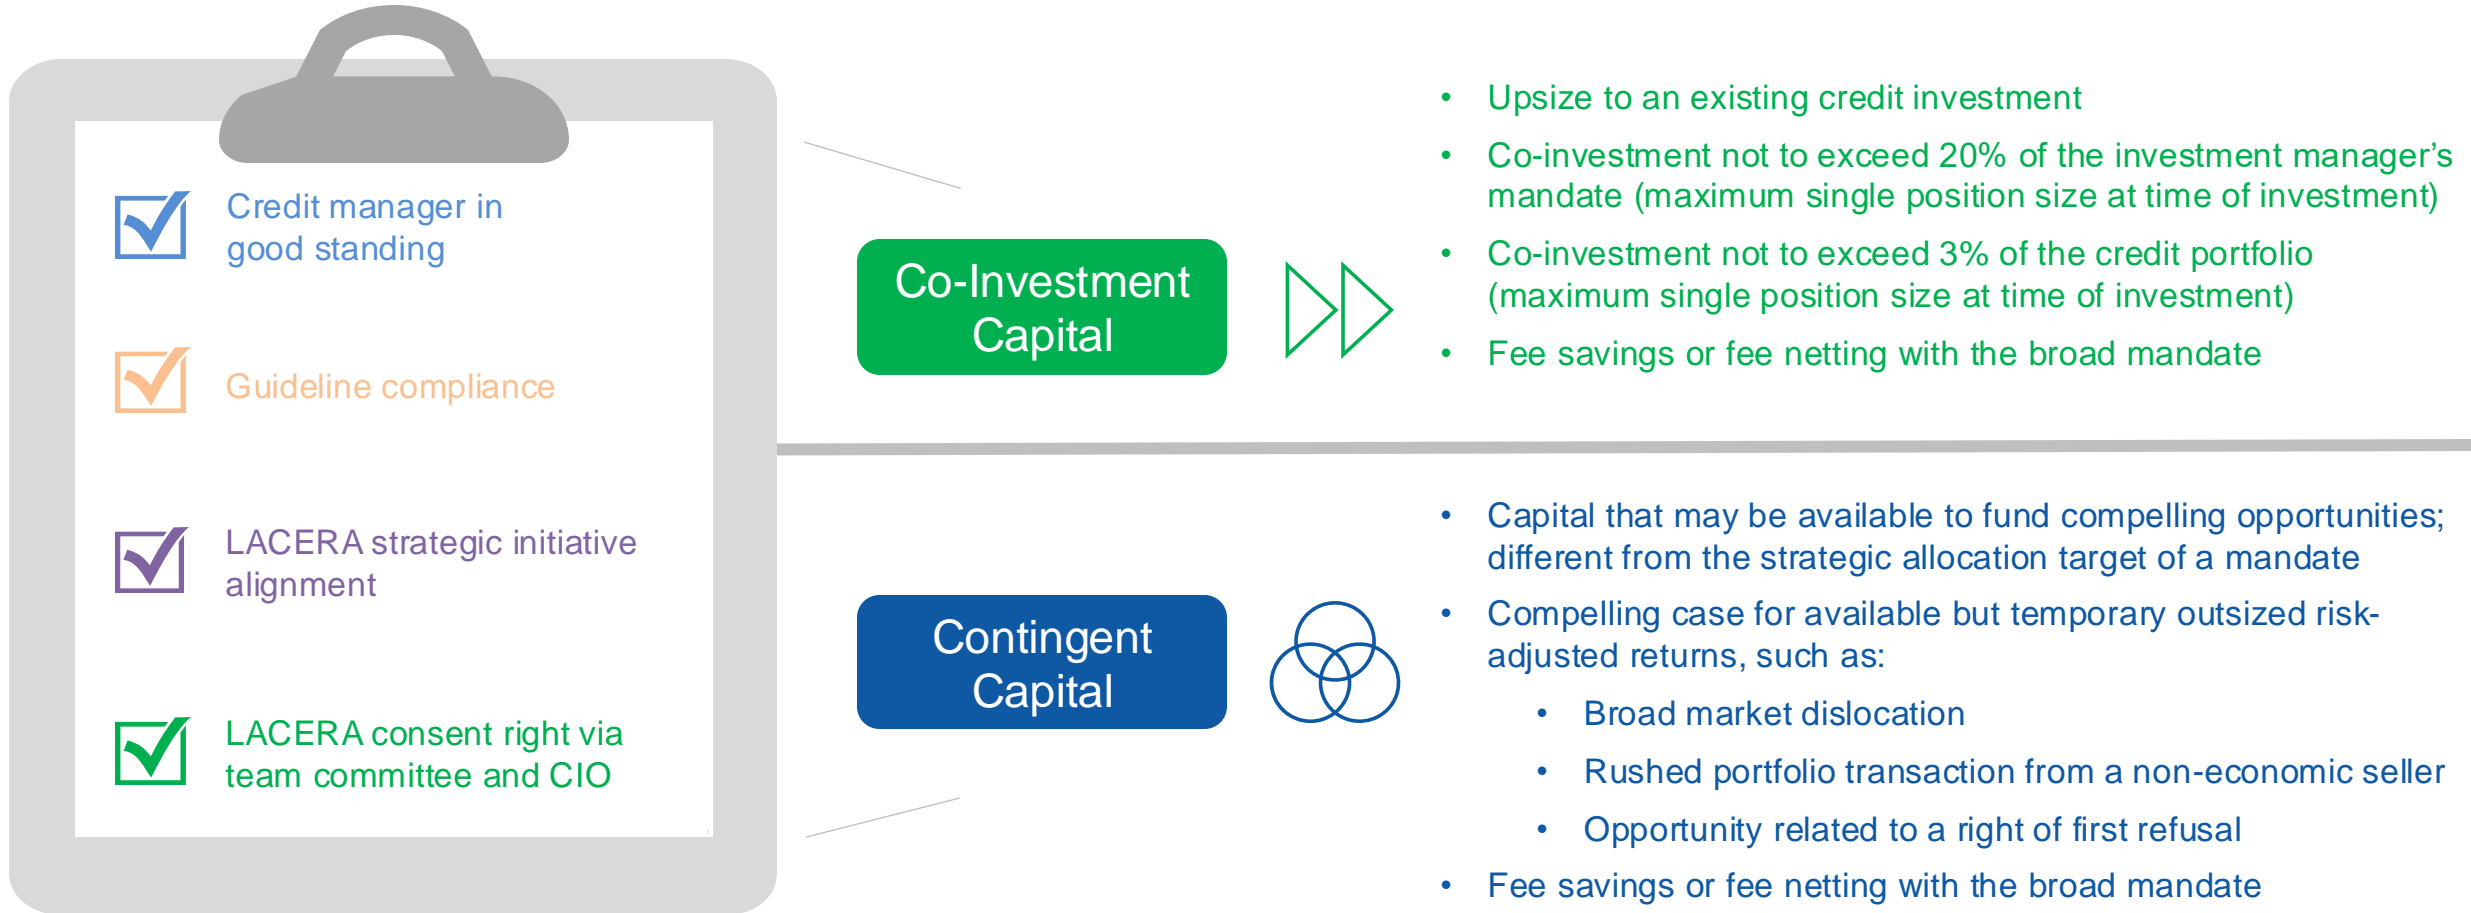 Credit manager in
good standing
Guideline compliance
LACERA strategic initiative
alignment
LACERA consent right via
team committee and CIO
Co-Investment
Capital
• Upsize to an existing credit investment
• Co-investment not to exceed 20% of the investment manager’s
mandate (maximum single position size at time of investment)
• Co-investment not to exceed 3% of the credit portfolio
(maximum single position size at time of investment)
• Fee savings or fee netting with the broad mandate
Contingent
Capital
• Capital that may be available to fund compelling opportunities;
different from the strategic allocation target of a mandate
• Compelling case for available but temporary outsized risk-
adjusted returns, such as:
• Broad market dislocation
• Rushed portfolio transaction from a non-economic seller
• Opportunity related to a right of first refusal
• Fee savings or fee netting with the broad mandate